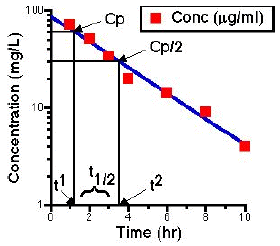 Cp
Conc (µg/ml)
Cp/2
Concentration (mg/L)
100
10
1
0 2 4 6 8 10
t1 t1/2 t2
Time (hr)